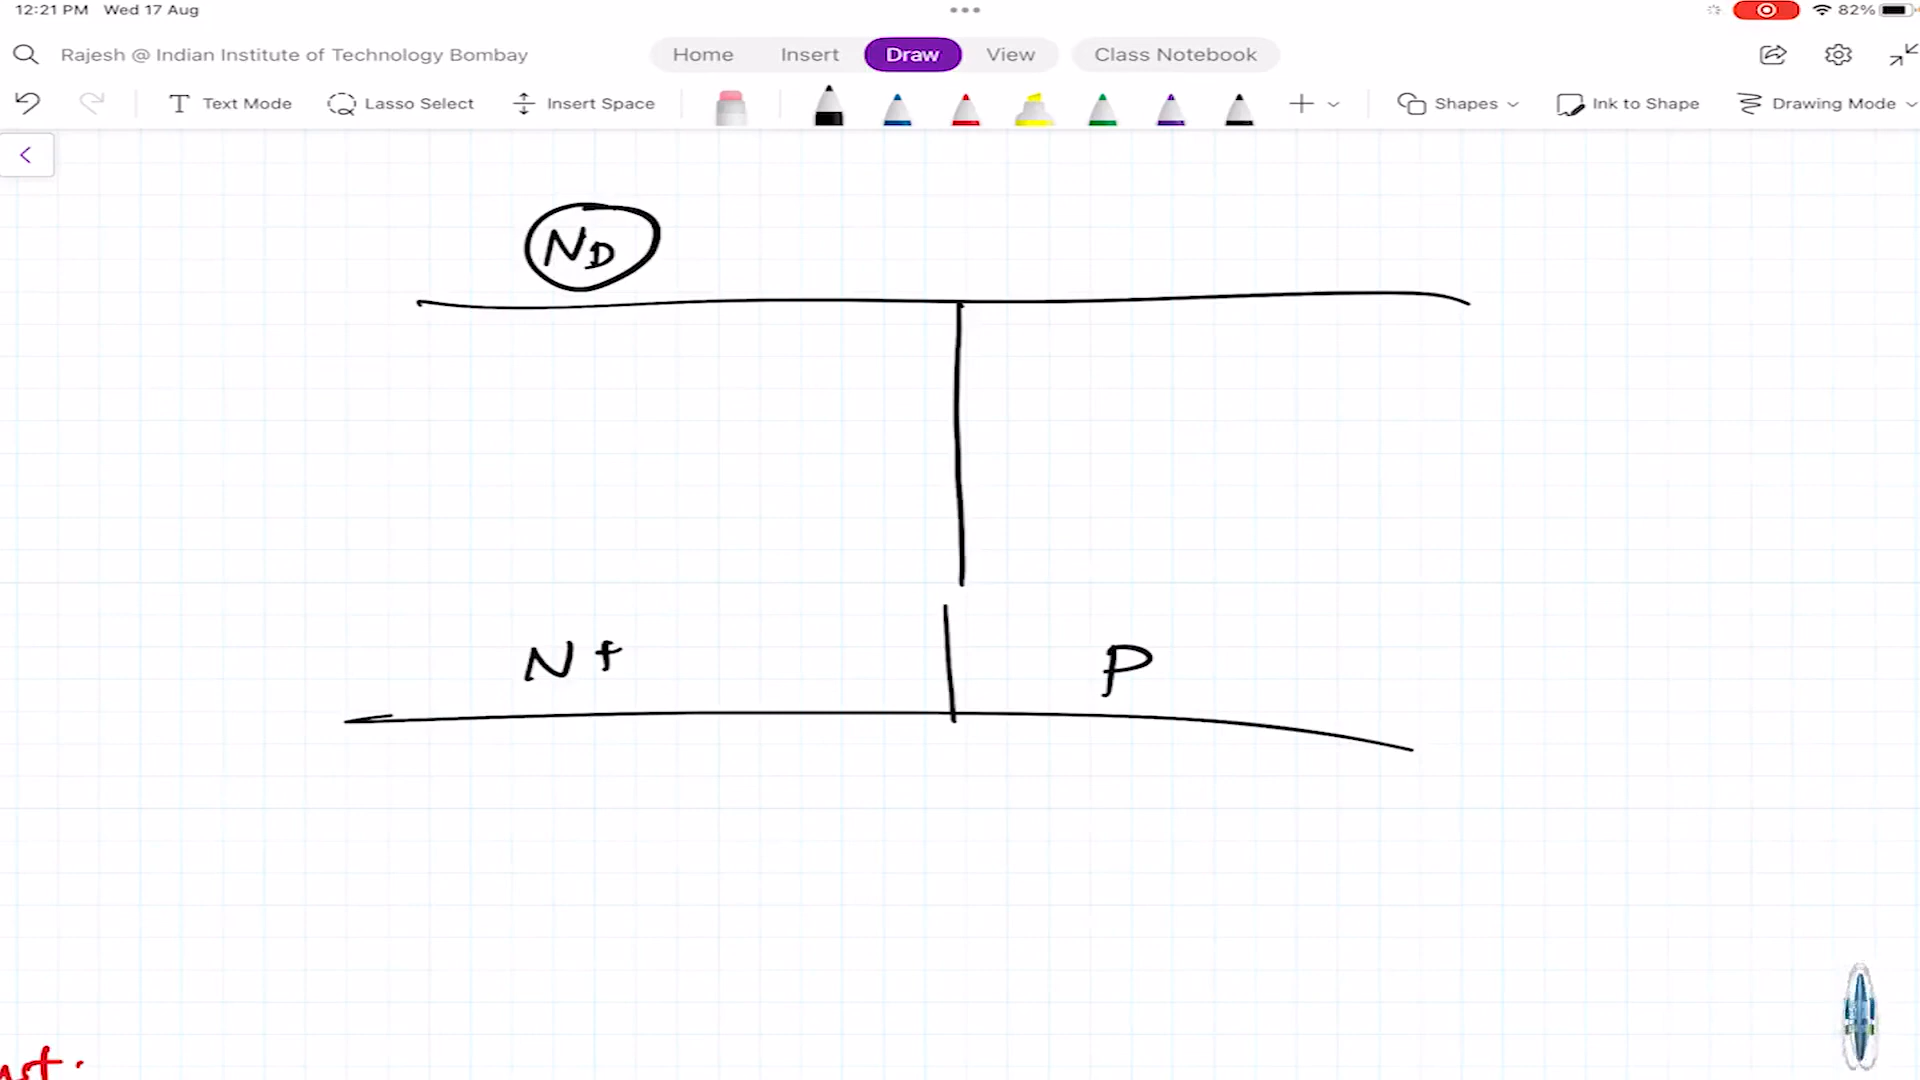 12:21 PM Wed 17 Aug
82%
Rajesh @ Indian Institute of Technology Bombay
Home Insert Draw View Class Notebook
Text Mode Lasso Select Insert Space Shapes Ink to Shape Drawing Mode
ND
N+ P